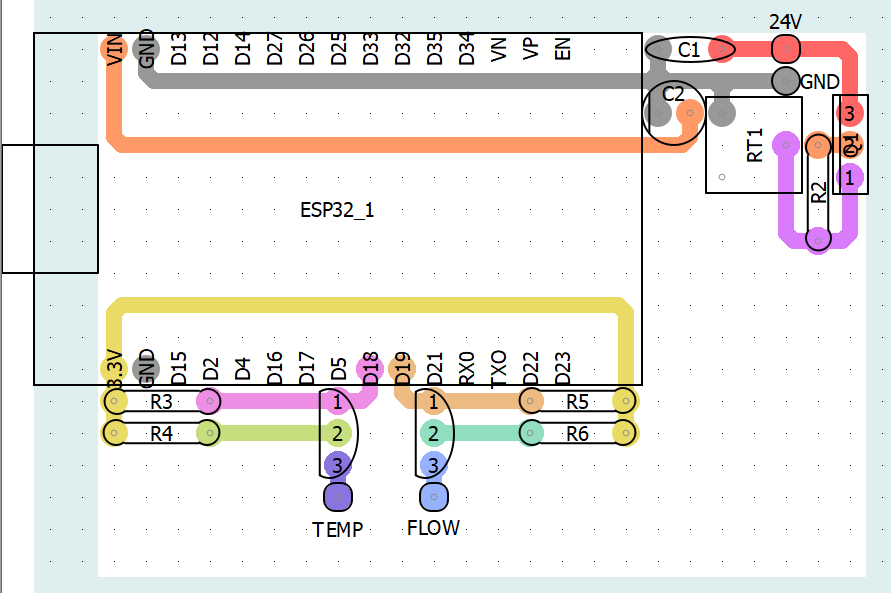 24V
VIN GND D13 D12 D14 D27 D26 D25 D33 D32 D35 D34 VN VP EN
C1
GND
C2
3
RT1
2
1
R2
ESP32_1
3.3V GND D15 D2 D4 D16 D17 D5 D18 D19 D21 RX0 TXO D22 D23
R3 1 1 R5
R4 2 2 R6
3 3
TEMP FLOW